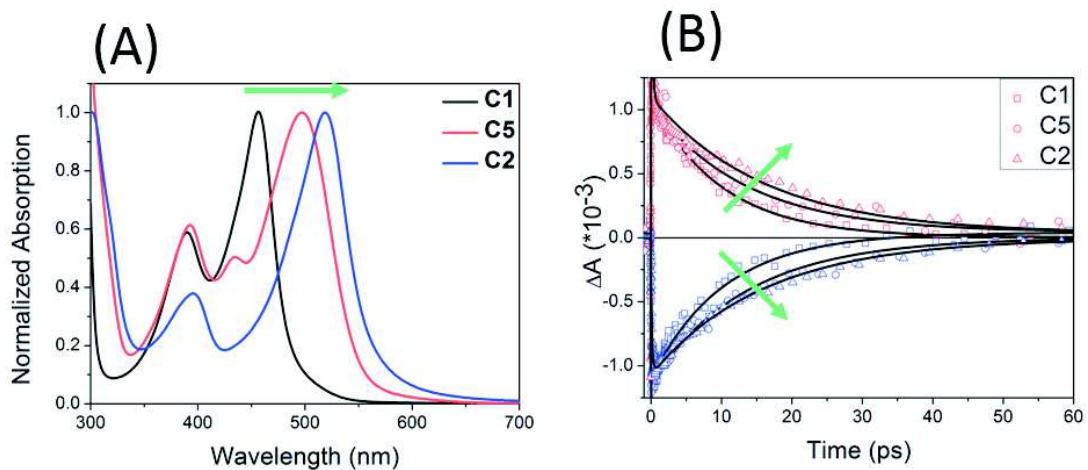 (A)
C1
C5
C2
1.0
0.8
0.6
0.4
0.2
0.0
Normalized Absorption
300
400
500
600
700
Wavelength (nm)
(B)
C1
C5
C2
1.0
0.5
0.0
-0.5
-1.0
ΔA (*10-3)
0
10
20
30
40
50
60
Time (ps)